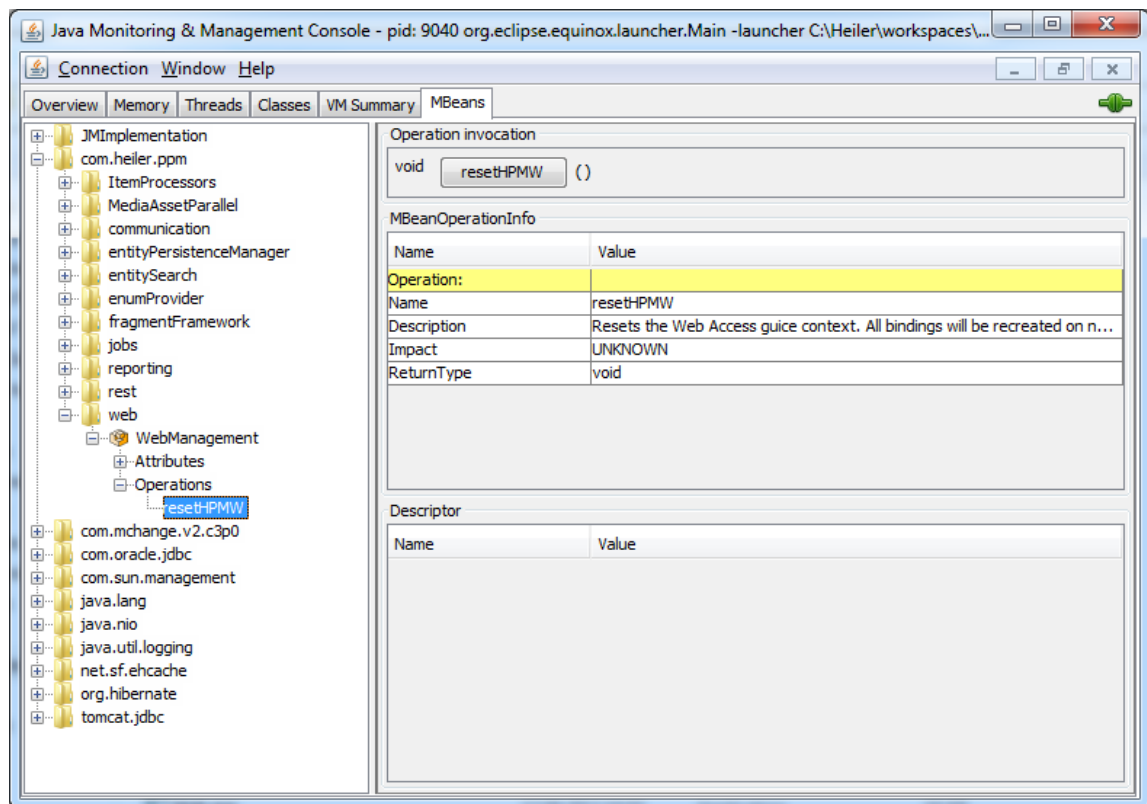 Java Monitoring & Management Console - pid: 9040 org.eclipse.equinox.launcher.Main -launcher C:\Heiler\workspaces\...
Connection Window Help
Overview Memory Threads Classes VM Summary MBeans
JMImplementation
com.heiler.ppm
ItemProcessors
MediaAssetParallel
communication
entityPersistenceManager
entitySearch
enumProvider
fragmentFramework
jobs
reporting
rest
web
WebManagement
Attributes
Operations
resetHPMW
com.mchange.v2.c3p0
com.oracle.jdbc
com.sun.management
java.lang
java.nio
java.util.logging
net.sf.ehcache
org.hibernate
tomcat.jdbc
Operation invocation
void resetHPMW ()
MBeanOperationInfo
Name Value
Operation:
Name resetHPMW
Description Resets the Web Access guice context. All bindings will be recreated on n...
Impact UNKNOWN
ReturnType void
Descriptor
Name Value